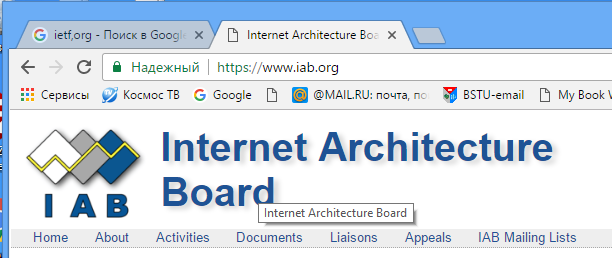 ietf,org - Поиск в Google
Internet Architecture Boa
Надежный
https://www.iab.org
Сервисы
Космос ТВ
Google
@MAIL.RU: почта, по
BSTU-email
My Book W
IAB
Internet Architecture
Board
Internet Architecture Board
Home
About
Activities
Documents
Liaisons
Appeals
IAB Mailing Lists